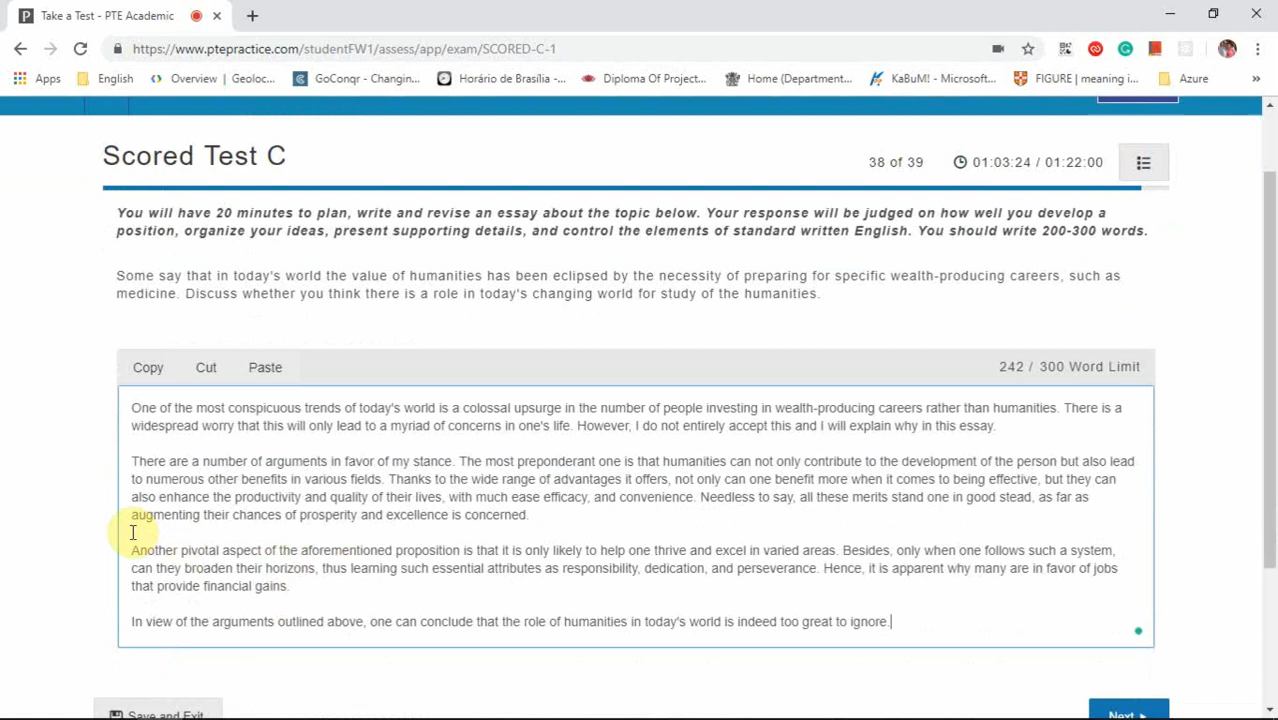 Take a Test - PTE Academic
https://www.ptepractice.com/studentFW1/assess/app/exam/SCORED-C-1
Apps English Overview | Geoloc... GoConqr - Changin... Horário de Brasília -... Diploma Of Project... Home (Department... KaBuM! - Microsoft... FIGURE | meaning i... Azure »
Scored Test C
38 of 39 01:03:24 / 01:22:00
You will have 20 minutes to plan, write and revise an essay about the topic below. Your response will be judged on how well you develop a
position, organize your ideas, present supporting details, and control the elements of standard written English. You should write 200-300 words.
Some say that in today's world the value of humanities has been eclipsed by the necessity of preparing for specific wealth-producing careers, such as
medicine. Discuss whether you think there is a role in today's changing world for study of the humanities.
Copy Cut Paste 242 / 300 Word Limit
One of the most conspicuous trends of today's world is a colossal upsurge in the number of people investing in wealth-producing careers rather than humanities. There is a
widespread worry that this will only lead to a myriad of concerns in one's life. However, I do not entirely accept this and I will explain why in this essay.
There are a number of arguments in favor of my stance. The most preponderant one is that humanities can not only contribute to the development of the person but also lead
to numerous other benefits in various fields. Thanks to the wide range of advantages it offers, not only can one benefit more when it comes to being effective, but they can
also enhance the productivity and quality of their lives, with much ease efficacy, and convenience. Needless to say, all these merits stand one in good stead, as far as
augmenting their chances of prosperity and excellence is concerned.
Another pivotal aspect of the aforementioned proposition is that it is only likely to help one thrive and excel in varied areas. Besides, only when one follows such a system,
can they broaden their horizons, thus learning such essential attributes as responsibility, dedication, and perseverance. Hence, it is apparent why many are in favor of jobs
that provide financial gains.
In view of the arguments outlined above, one can conclude that the role of humanities in today's world is indeed too great to ignore.
Save and Exit Next